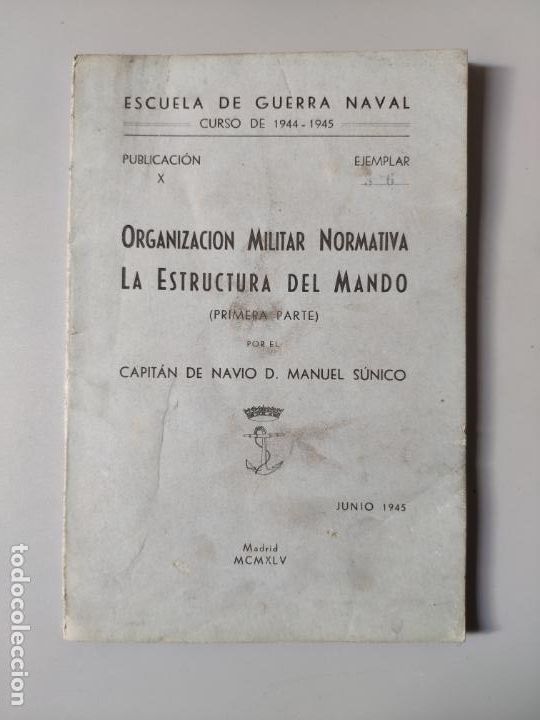 ESCUELA DE GUERRA NAVAL
CURSO DE 1944-1945
PUBLICACIÓN EJEMPLAR
X 36
ORGANIZACION MILITAR NORMATIVA
LA ESTRUCTURA DEL MANDO
(PRIMERA PARTE)
POR EL
CAPITÁN DE NAVIO D. MANUEL SÚNICO
JUNIO 1945
Madrid
MCMXLV
todocoleccion